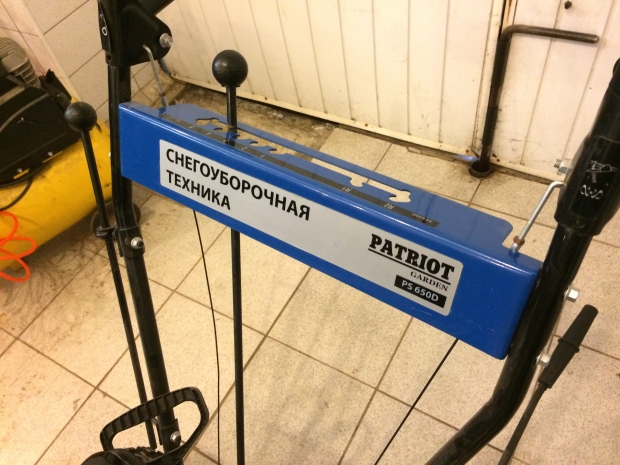 СНЕГОУБОРОЧНАЯ
ТЕХНИКА
PATRIOT
GARDEN
PS 650D